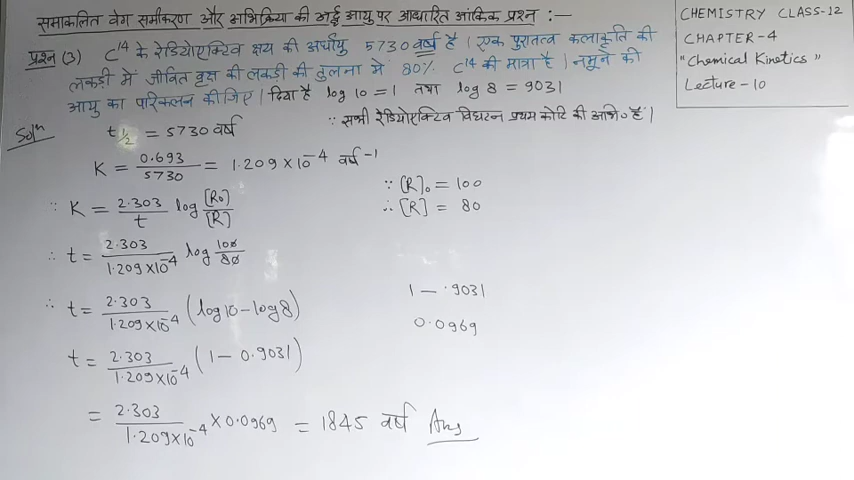 समाकलित वेग समीकरण और अभिक्रिया की अर्द्ध आयु पर आधारित आंकिक प्रश्न :—
CHEMISTRY CLASS-12
CHAPTER-4
"Chemical Kinetics"
Lecture-10
प्रश्न (3) C14 के रेडियोएक्टिव क्षय की अर्धायु 5730 वर्ष है। एक पुरातत्व कलाकृति की
लकड़ी में जीवित वृक्ष की लकड़ी की तुलना में 80% C14 की मात्रा है। नमूने की
आयु का परिकलन कीजिए। दिया है log 10 = 1 तथा log 8 = 9031
Solⁿ
t½ = 5730 वर्ष
∵ सभी रेडियोएक्टिव विघटन प्रथम कोटि की अभि० है।
K = 0.693/5730 = 1.209×10⁻⁴ वर्ष⁻¹
∵ K = 2.303/t log [R₀]/[R]
∵ [R]₀ = 100
∴ [R] = 80
∴ t = 2.303/1.209×10⁻⁴ log 100/80
∴ t = 2.303/1.209×10⁻⁴ (log10 – log8)
1 – .9031
0.0969
t = 2.303/1.209×10⁻⁴ (1 – 0.9031)
= 2.303/1.209×10⁻⁴ × 0.0969 = 1845 वर्ष Ans